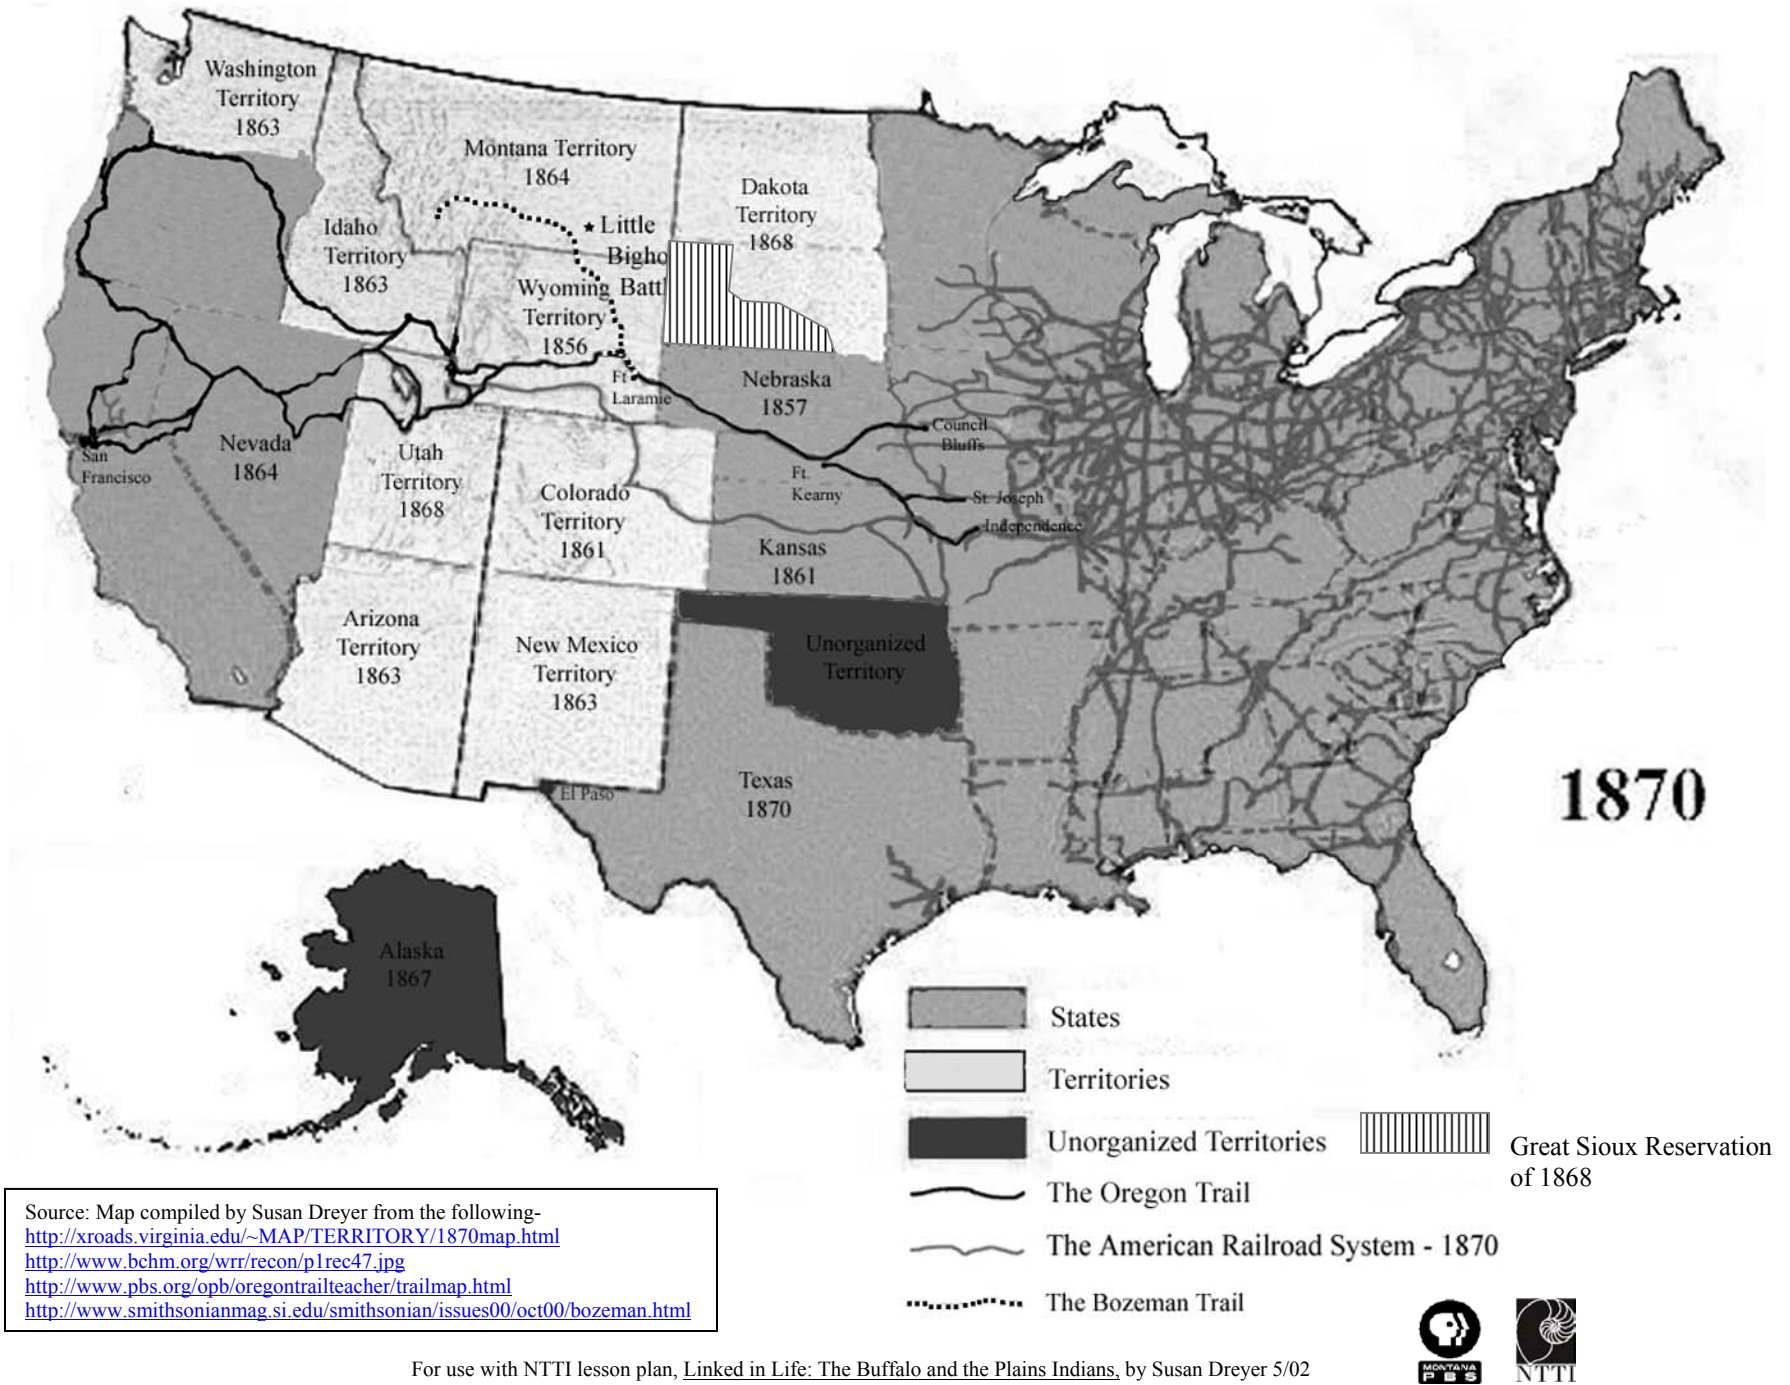 Washington
Territory
1863
Montana Territory
1864
Dakota
Territory
1868
Idaho
Territory
1863
Little
Bigho
Batt
Wyoming
Territory
1856
Ft
Laramie
Nebraska
1857
Council
Bluffs
San
Francisco
Nevada
1864
Utah
Territory
1868
Colorado
Territory
1861
Ft.
Kearny
St. Joseph
Independence
Kansas
1861
Arizona
Territory
1863
New Mexico
Territory
1863
Unorganized
Territory
El Paso
Texas
1870
1870
Alaska
1867
States
Territories
Unorganized Territories
Great Sioux Reservation
of 1868
The Oregon Trail
The American Railroad System - 1870
The Bozeman Trail
Source: Map compiled by Susan Dreyer from the following-
http://xroads.virginia.edu/~MAP/TERRITORY/1870map.html
http://www.bchm.org/wrr/recon/p1rec47.jpg
http://www.pbs.org/opb/oregontrailteacher/trailmap.html
http://www.smithsonianmag.si.edu/smithsonian/issues00/oct00/bozeman.html
MONTANA
PBS
NTTI
For use with NTTI lesson plan, Linked in Life: The Buffalo and the Plains Indians, by Susan Dreyer 5/02